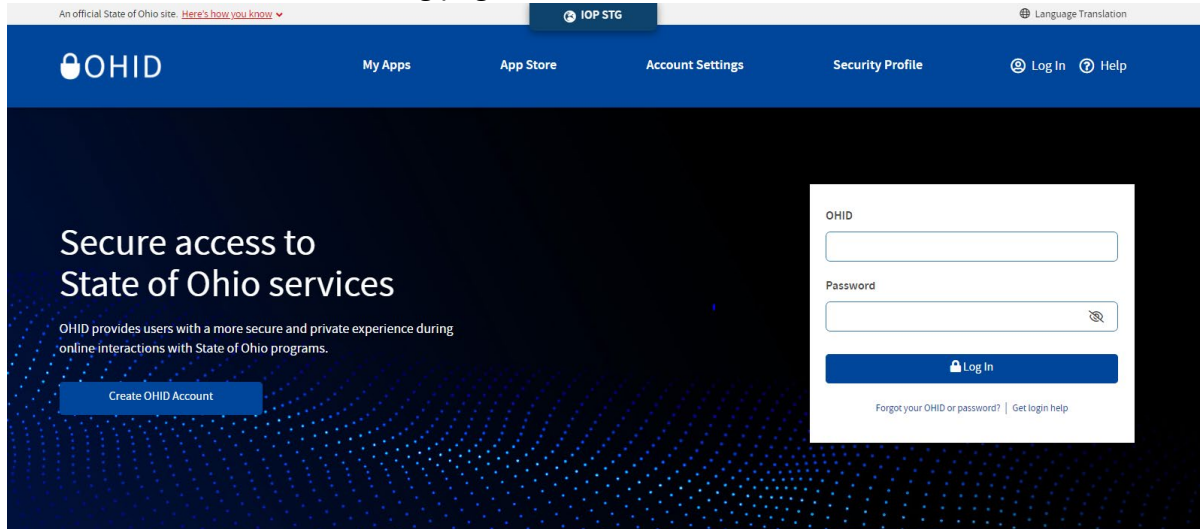 An official State of Ohio site. Here's how you know
IOP STG
Language Translation
OHID
My Apps
App Store
Account Settings
Security Profile
Log In
Help
Secure access to
State of Ohio services
OHID provides users with a more secure and private experience during
online interactions with State of Ohio programs.
Create OHID Account
OHID
Password
Log In
Forgot your OHID or password? | Get login help